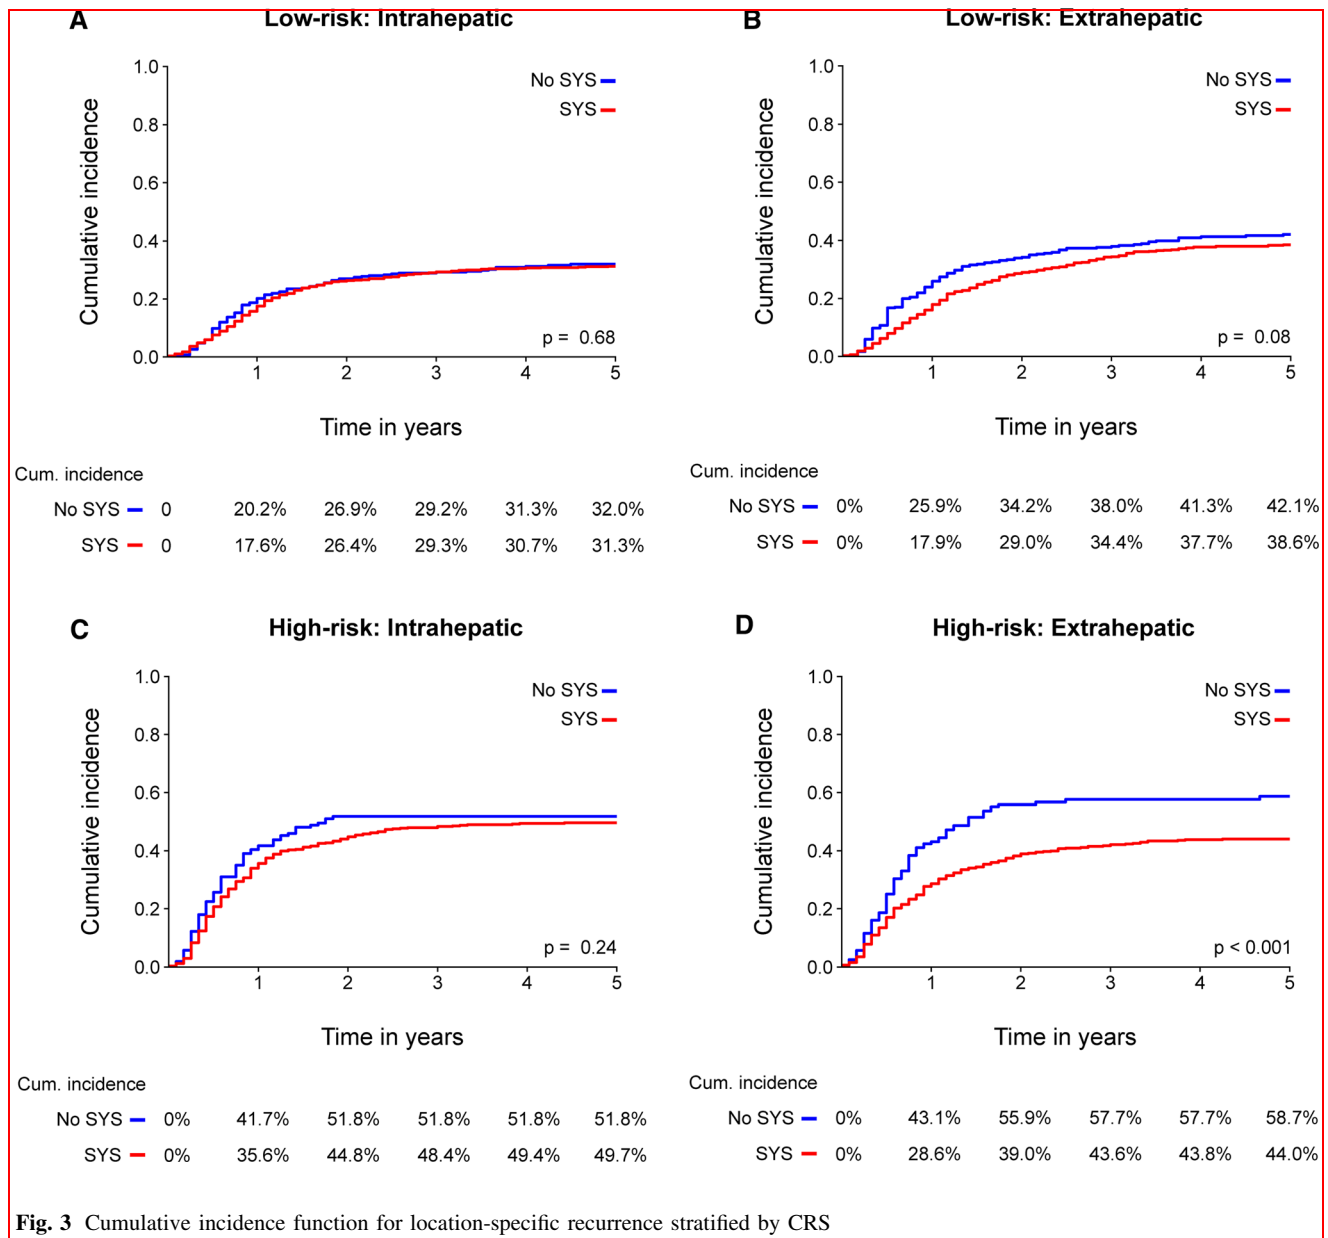 A Low-risk: Intrahepatic
1.0
0.8
0.6
0.4
0.2
0.0
Cumulative incidence
No SYS
SYS
p = 0.68
1 2 3 4 5
Time in years
Cum. incidence
No SYS 0 20.2% 26.9% 29.2% 31.3% 32.0%
SYS 0 17.6% 26.4% 29.3% 30.7% 31.3%
B Low-risk: Extrahepatic
1.0
0.8
0.6
0.4
0.2
0.0
Cumulative incidence
No SYS
SYS
p = 0.08
1 2 3 4 5
Time in years
Cum. incidence
No SYS 0% 25.9% 34.2% 38.0% 41.3% 42.1%
SYS 0% 17.9% 29.0% 34.4% 37.7% 38.6%
C High-risk: Intrahepatic
1.0
0.8
0.6
0.4
0.2
0.0
Cumulative incidence
No SYS
SYS
p = 0.24
1 2 3 4 5
Time in years
Cum. incidence
No SYS 0% 41.7% 51.8% 51.8% 51.8% 51.8%
SYS 0% 35.6% 44.8% 48.4% 49.4% 49.7%
D High-risk: Extrahepatic
1.0
0.8
0.6
0.4
0.2
0.0
Cumulative incidence
No SYS
SYS
p < 0.001
1 2 3 4 5
Time in years
Cum. incidence
No SYS 0% 43.1% 55.9% 57.7% 57.7% 58.7%
SYS 0% 28.6% 39.0% 43.6% 43.8% 44.0%
Fig. 3 Cumulative incidence function for location-specific recurrence stratified by CRS